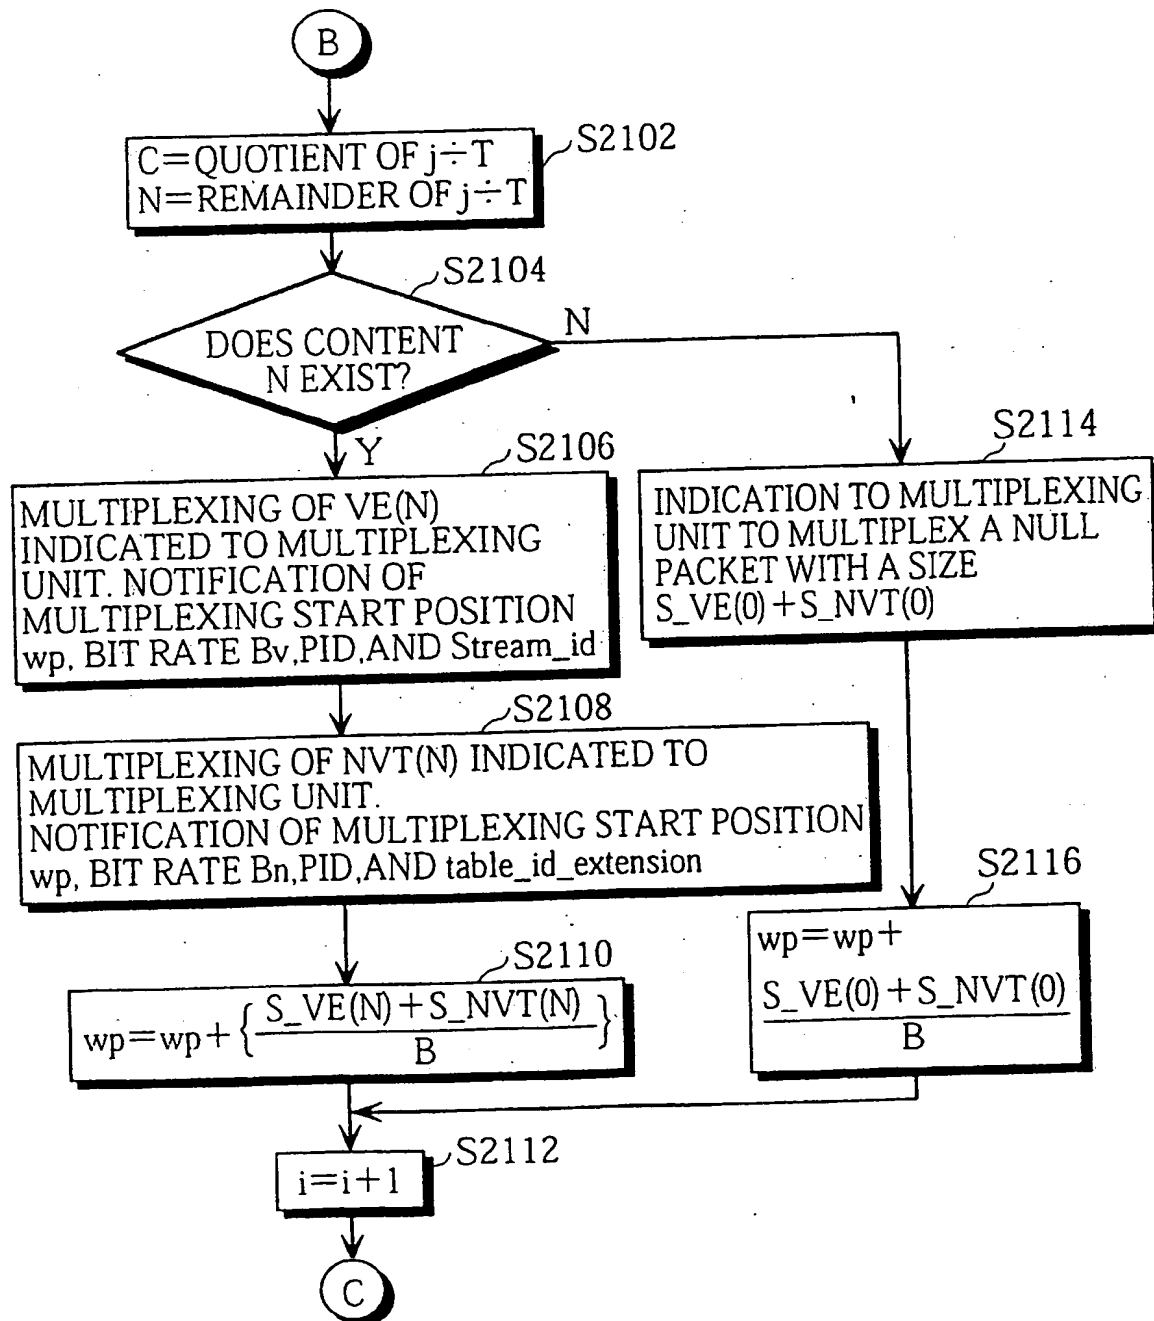 B
C=QUOTIENT OF j÷T
N=REMAINDER OF j÷T
S2102
S2104
DOES CONTENT
N EXIST?
N
Y
S2106
MULTIPLEXING OF VE(N)
INDICATED TO MULTIPLEXING
UNIT. NOTIFICATION OF
MULTIPLEXING START POSITION
wp, BIT RATE Bv,PID,AND Stream_id
S2114
INDICATION TO MULTIPLEXING
UNIT TO MULTIPLEX A NULL
PACKET WITH A SIZE
S_VE(0)+S_NVT(0)
S2108
MULTIPLEXING OF NVT(N) INDICATED TO
MULTIPLEXING UNIT.
NOTIFICATION OF MULTIPLEXING START POSITION
wp, BIT RATE Bn,PID,AND table_id_extension
S2110
wp=wp+{
S_VE(N)+S_NVT(N)
B
}
S2116
wp=wp+
S_VE(0)+S_NVT(0)
B
S2112
i=i+1
C